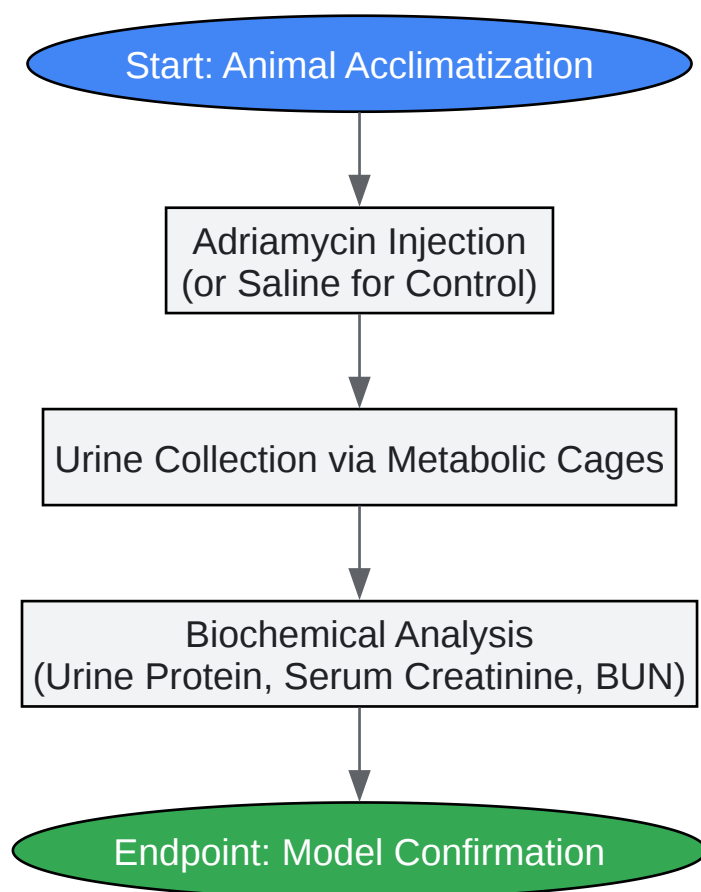 Start: Animal Acclimatization
Adriamycin Injection
(or Saline for Control)
Urine Collection via Metabolic Cages
Biochemical Analysis
(Urine Protein, Serum Creatinine, BUN)
Endpoint: Model Confirmation